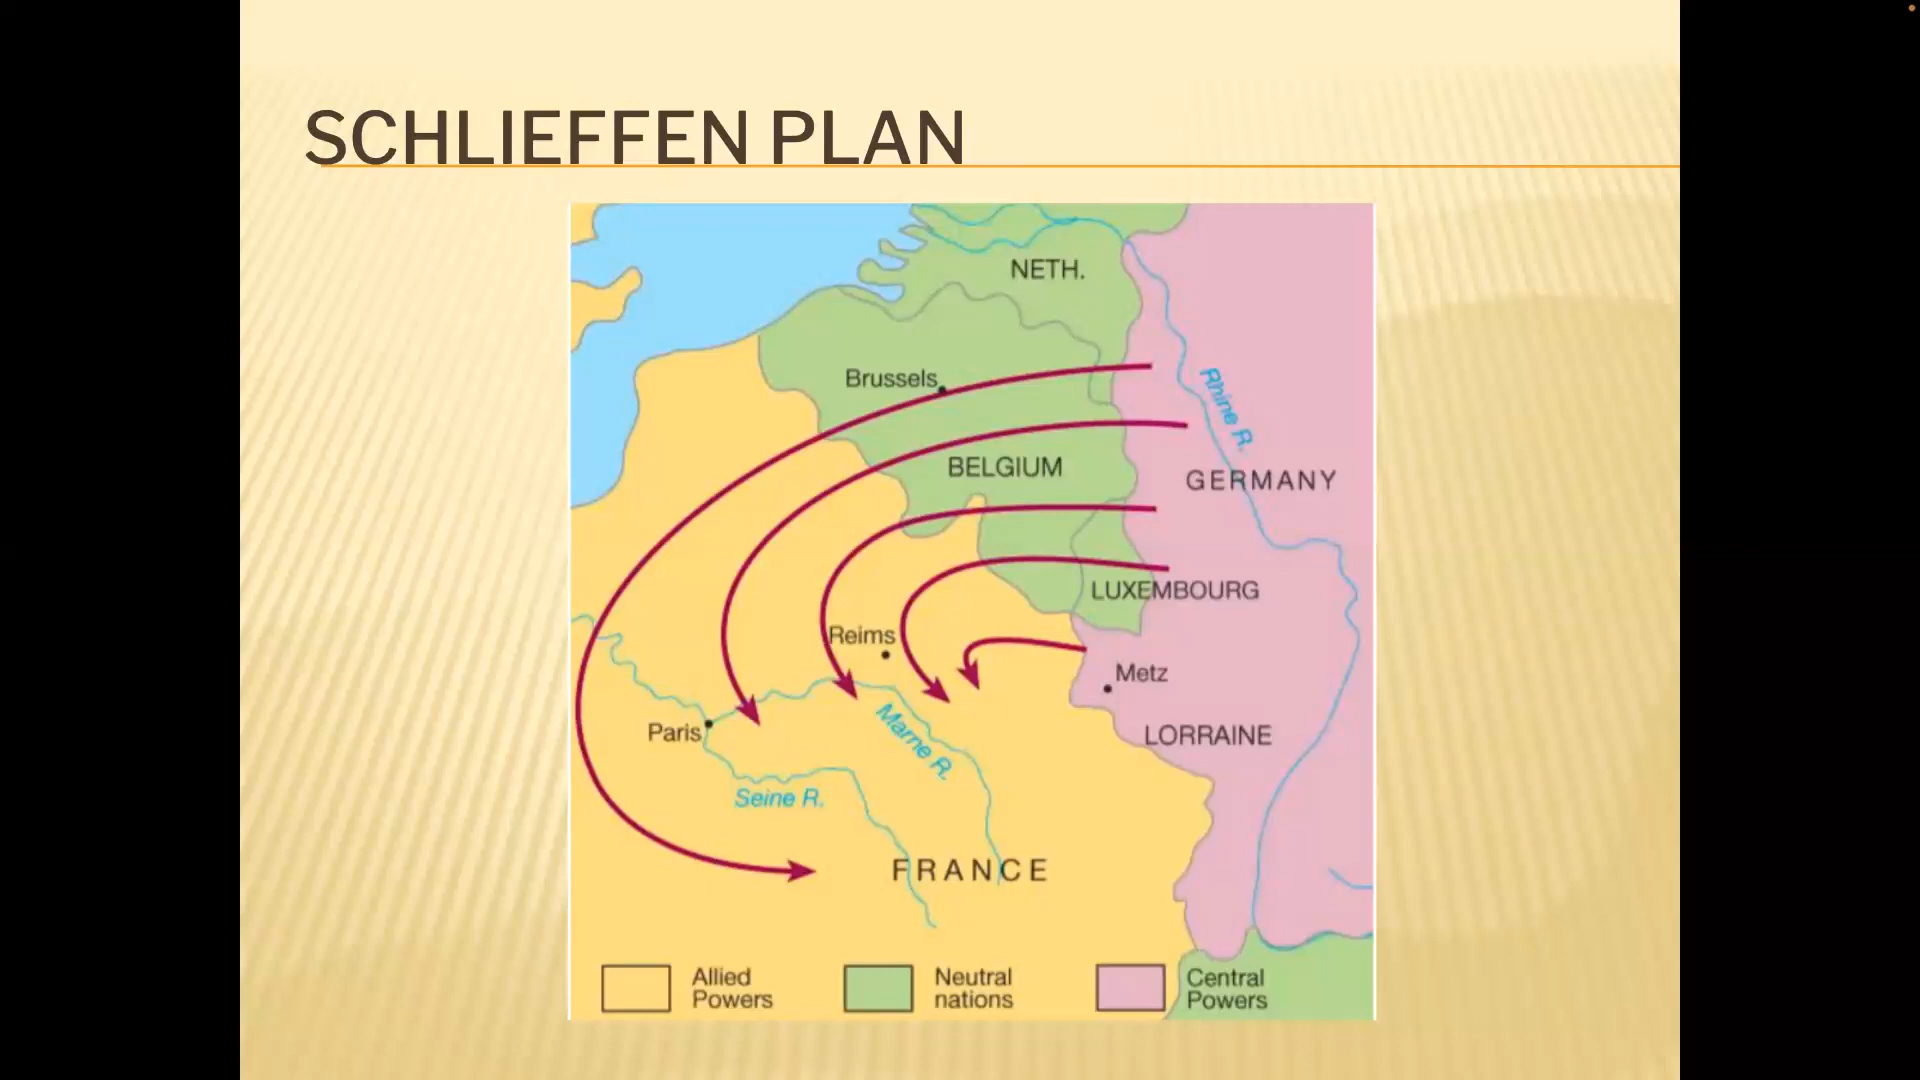 SCHLIEFFEN PLAN
NETH.
Brussels
Rhine R.
BELGIUM
GERMANY
LUXEMBOURG
Reims
Metz
Marne R.
Paris
LORRAINE
Seine R.
FRANCE
Allied
Powers
Neutral
nations
Central
Powers